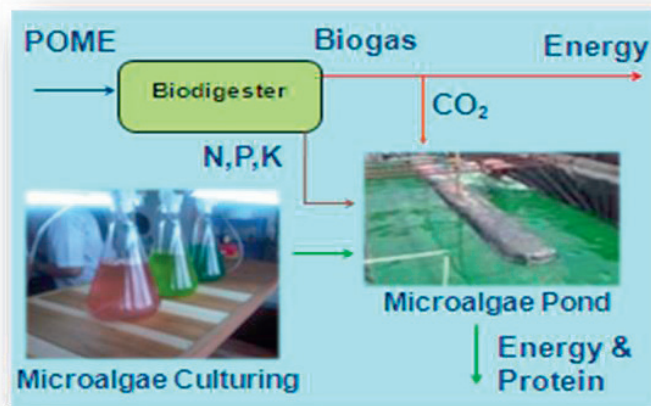 POME
Biogas
Energy
Biodigester
CO₂
N,P,K
Microalgae Pond
Microalgae Culturing
Energy &
Protein